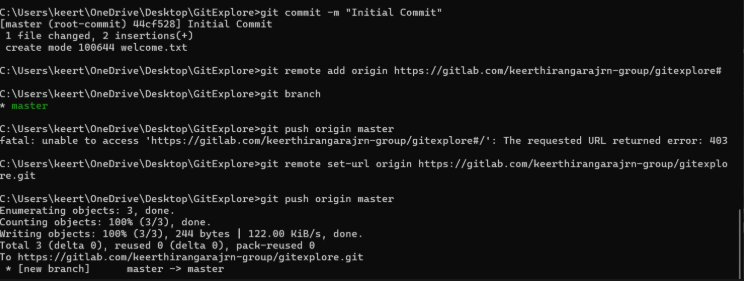 C:\Users\keert\OneDrive\Desktop\GitExplore>git commit -m "Initial Commit"
[master (root-commit) 44cf528] Initial Commit
 1 file changed, 2 insertions(+)
 create mode 100644 welcome.txt
C:\Users\keert\OneDrive\Desktop\GitExplore>git remote add origin https://gitlab.com/keerthirangarajrn-group/gitexplore#
C:\Users\keert\OneDrive\Desktop\GitExplore>git branch
* master
C:\Users\keert\OneDrive\Desktop\GitExplore>git push origin master
fatal: unable to access 'https://gitlab.com/keerthirangarajrn-group/gitexplore#/': The requested URL returned error: 403
C:\Users\keert\OneDrive\Desktop\GitExplore>git remote set-url origin https://gitlab.com/keerthirangarajrn-group/gitexplo
re.git
C:\Users\keert\OneDrive\Desktop\GitExplore>git push origin master
Enumerating objects: 3, done.
Counting objects: 100% (3/3), done.
Writing objects: 100% (3/3), 244 bytes | 122.00 KiB/s, done.
Total 3 (delta 0), reused 0 (delta 0), pack-reused 0
To https://gitlab.com/keerthirangarajrn-group/gitexplore.git
 * [new branch]      master -> master